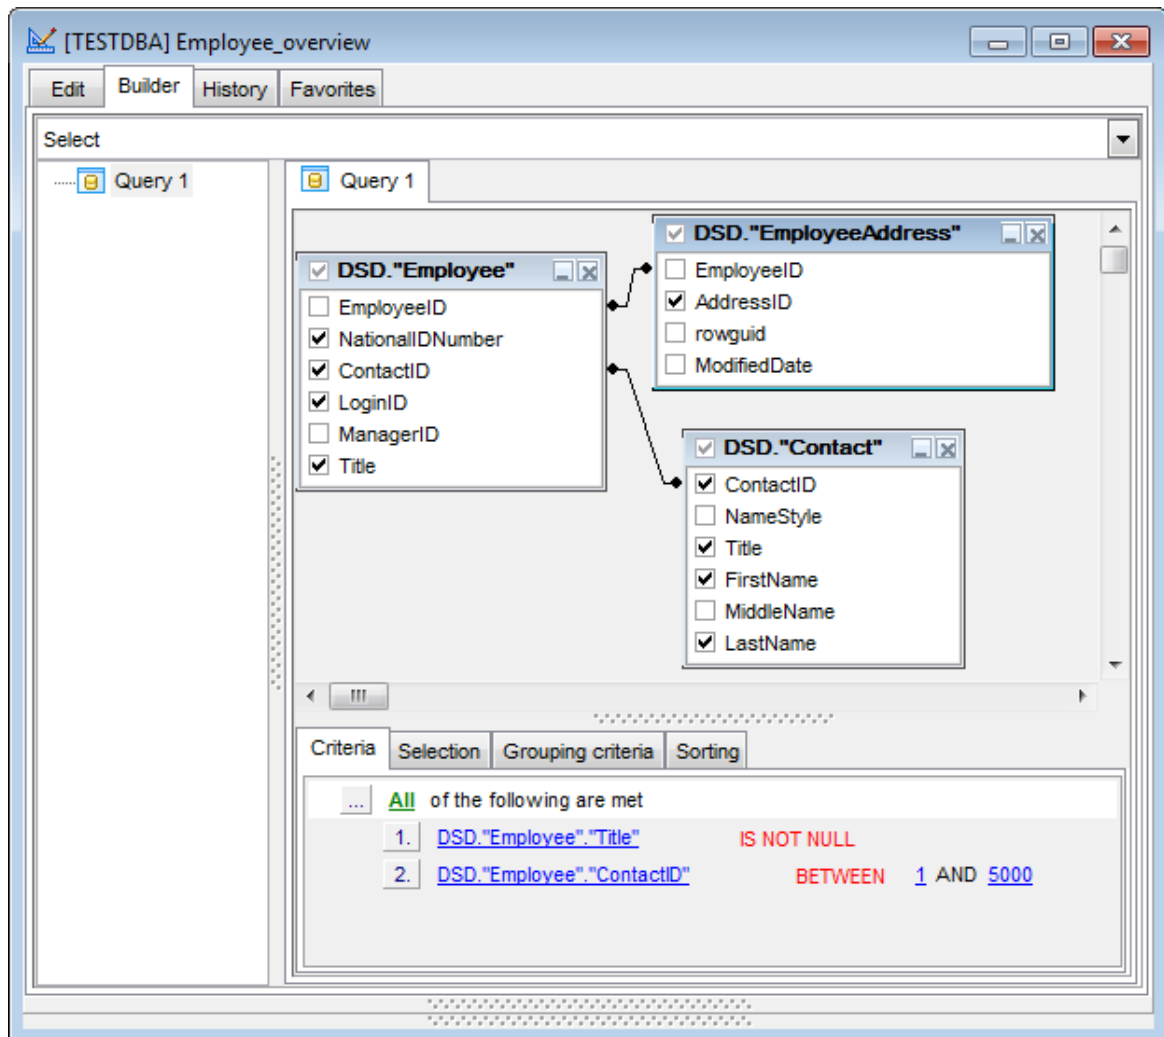 [TESTDBA] Employee_overview
Edit Builder History Favorites
Select
Query 1
Query 1
DSD."Employee"
EmployeeID
NationalIDNumber
ContactID
LoginID
ManagerID
Title
DSD."EmployeeAddress"
EmployeeID
AddressID
rowguid
ModifiedDate
DSD."Contact"
ContactID
NameStyle
Title
FirstName
MiddleName
LastName
Criteria Selection Grouping criteria Sorting
... All of the following are met
1. DSD."Employee"."Title" IS NOT NULL
2. DSD."Employee"."ContactID" BETWEEN 1 AND 5000